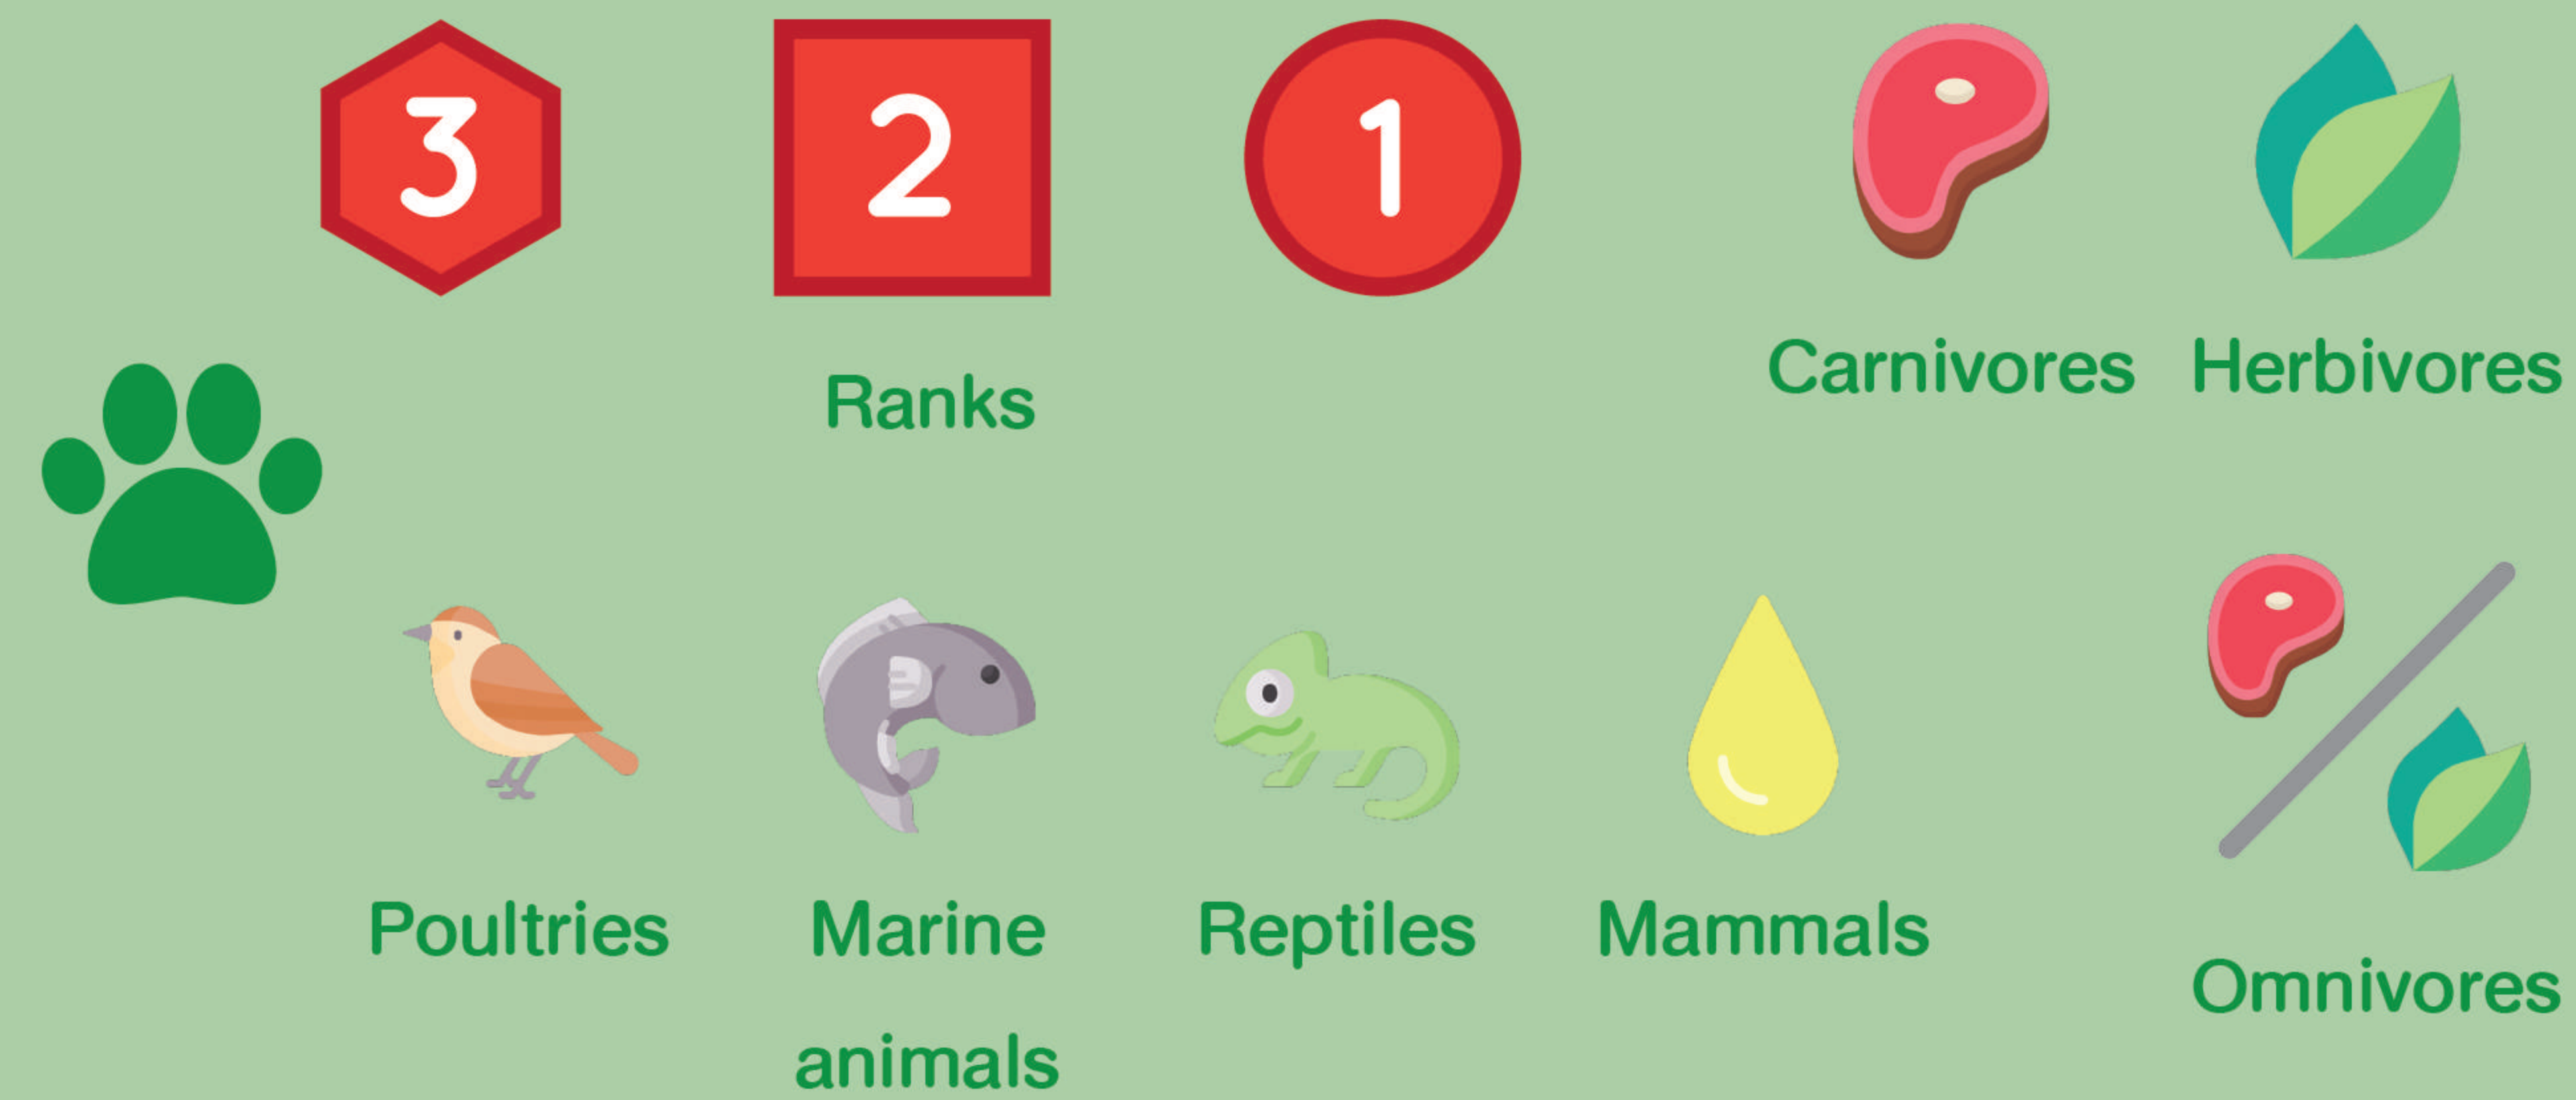 3 2 1
Ranks
Carnivores Herbivores
Poultries Marine Reptiles Mammals
animals
Omnivores